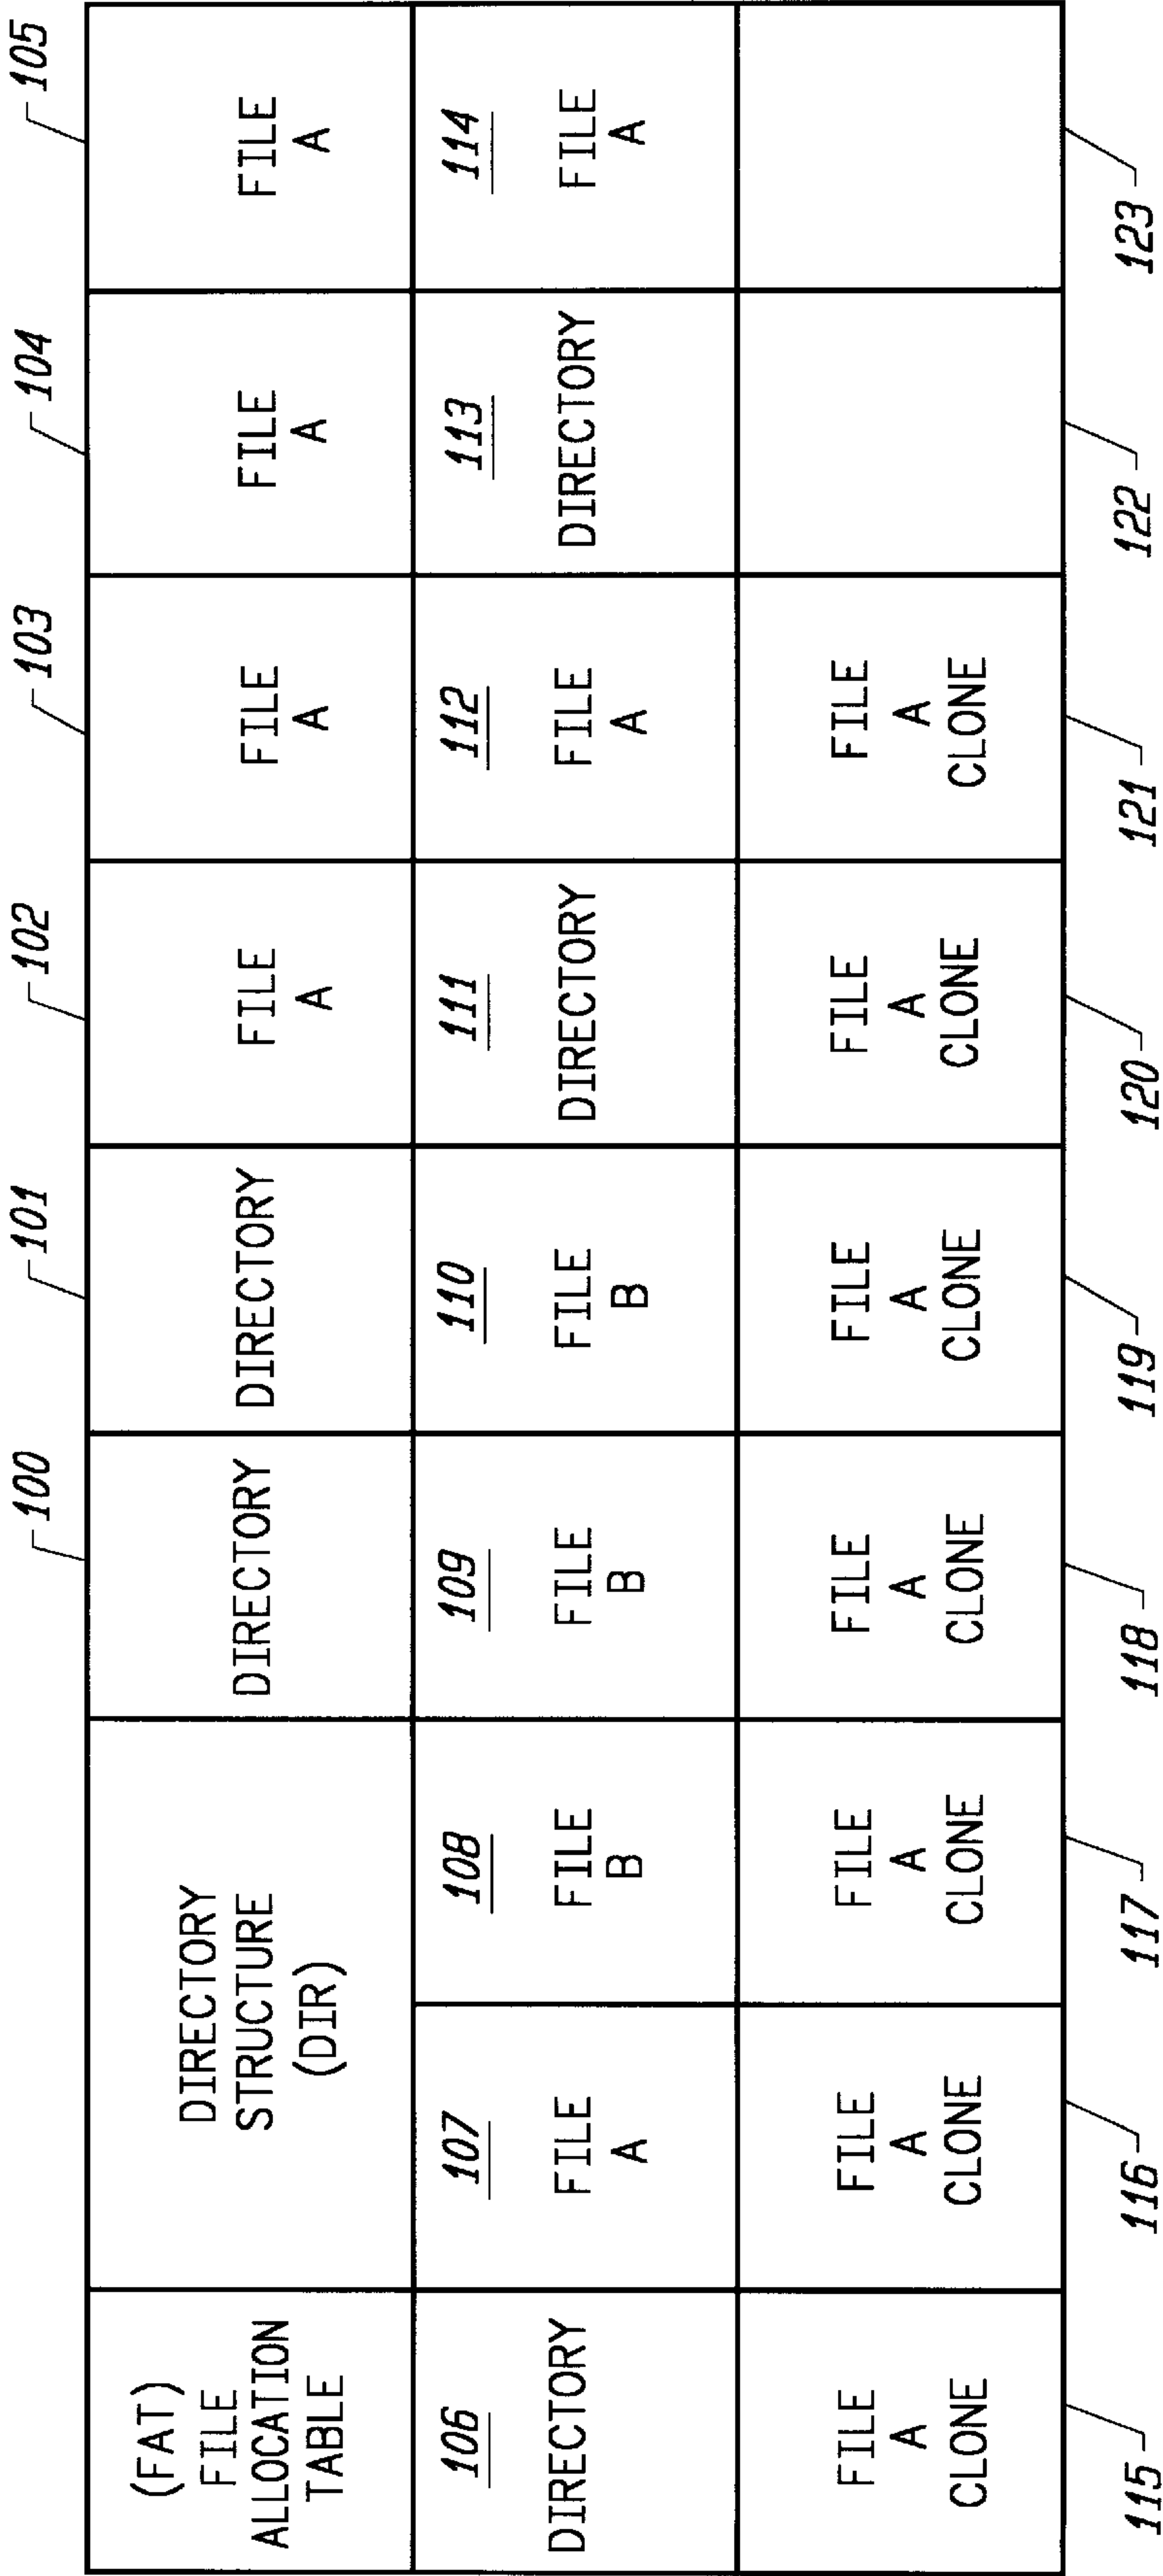 100
101
102
103
104
105
(FAT)
FILE
ALLOCATION
TABLE
DIRECTORY
STRUCTURE
(DIR)
DIRECTORY
DIRECTORY
FILE
A
FILE
A
FILE
A
FILE
A
106
DIRECTORY
107
FILE
A
108
FILE
B
109
FILE
B
110
FILE
B
111
DIRECTORY
112
FILE
A
113
DIRECTORY
114
FILE
A
FILE
A
CLONE
FILE
A
CLONE
FILE
A
CLONE
FILE
A
CLONE
FILE
A
CLONE
FILE
A
CLONE
FILE
A
CLONE
115
116
117
118
119
120
121
122
123